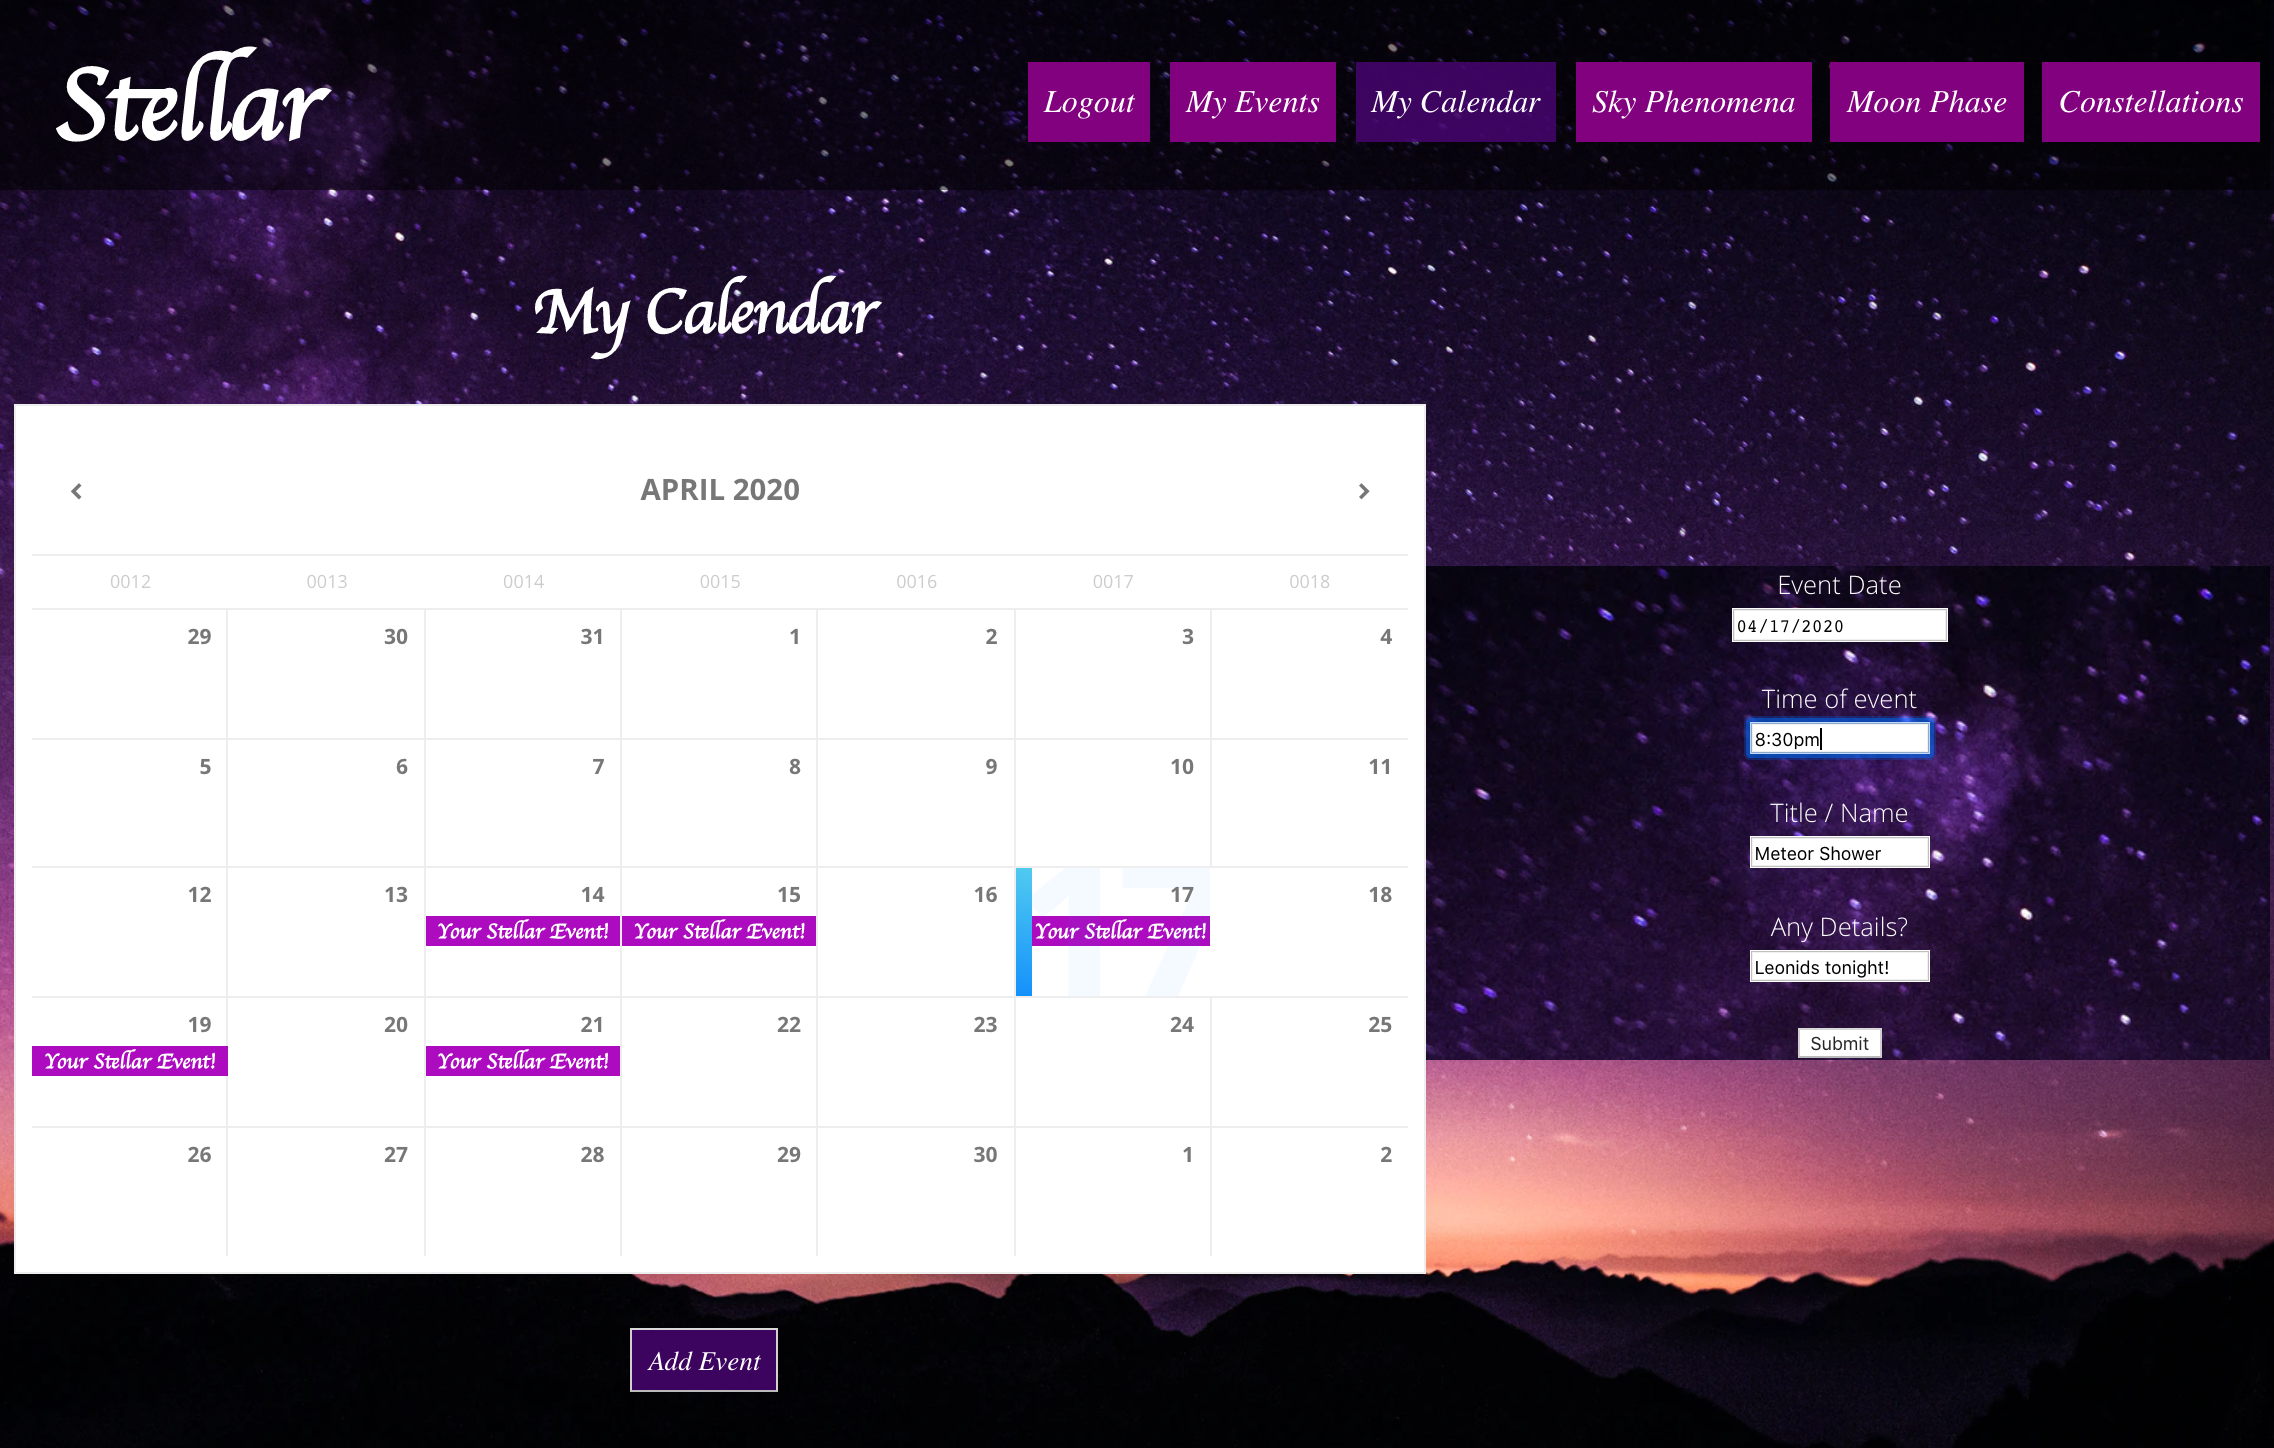 Stellar
Logout My Events My Calendar Sky Phenomena Moon Phase Constellations
My Calendar
APRIL 2020
0012 0013 0014 0015 0016 0017 0018
29 30 31 1 2 3 4
5 6 7 8 9 10 11
12 13 14 15 16 17 18
17
Your Stellar Event! Your Stellar Event! Your Stellar Event!
19 20 21 22 23 24 25
Your Stellar Event! Your Stellar Event!
26 27 28 29 30 1 2
Add Event
Event Date
04/17/2020
Time of event
8:30pm
Title / Name
Meteor Shower
Any Details?
Leonids tonight!
Submit